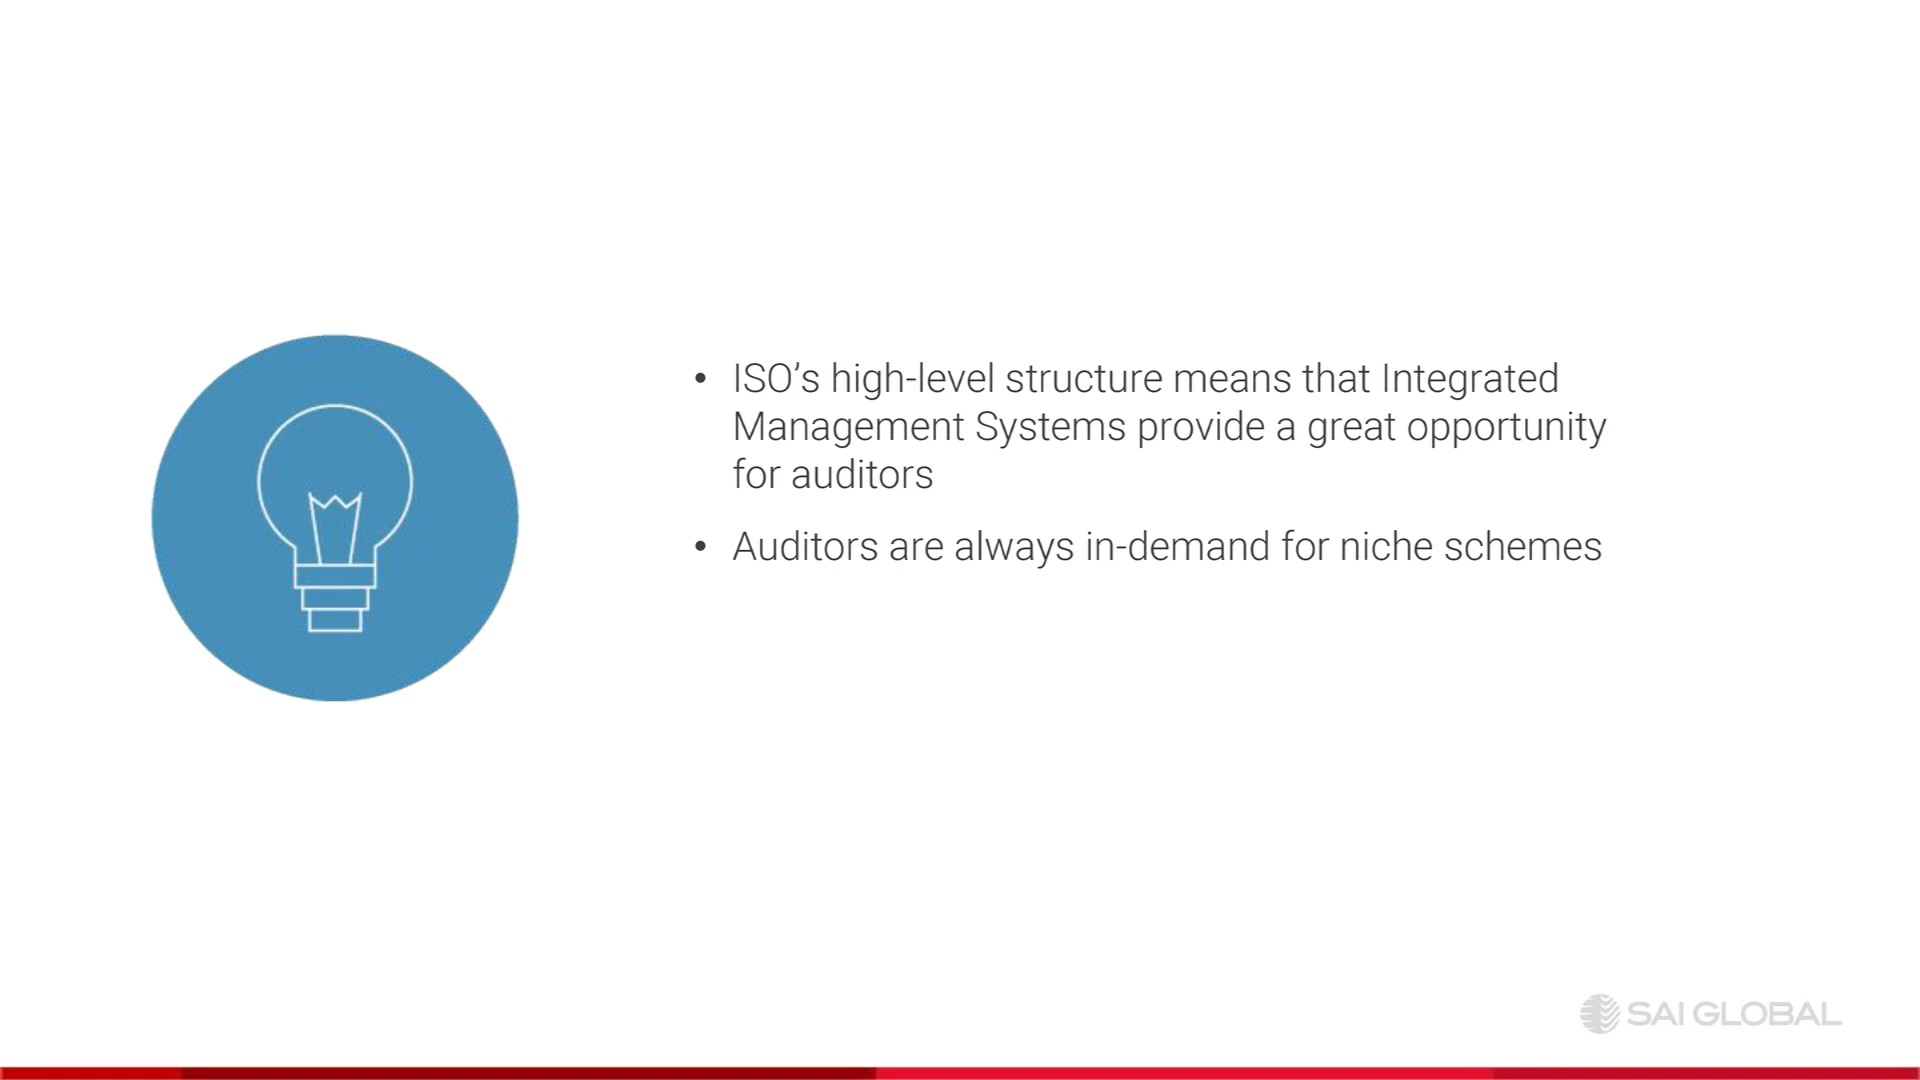 • ISO’s high-level structure means that Integrated
Management Systems provide a great opportunity
for auditors
• Auditors are always in-demand for niche schemes
SAI GLOBAL